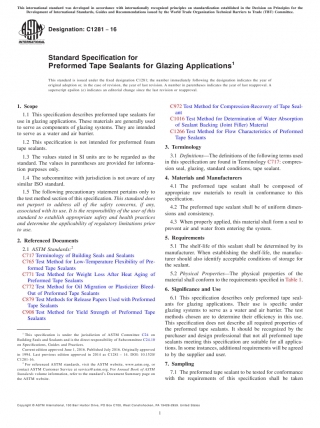 This international standard was developed in accordance with internationally recognized principles on standardization established in the Decision on Principles for the
Development of International Standards, Guides and Recommendations issued by the World Trade Organization Technical Barriers to Trade (TBT) Committee.
Designation: C1281 − 16
INTERNATIONAL
Standard Specification for
Preformed Tape Sealants for Glazing Applications1
This standard is issued under the fixed designation C1281; the number immediately following the designation indicates the year of
original adoption or, in the case of revision, the year of last revision. A number in parentheses indicates the year of last reapproval. A
superscript epsilon (ε) indicates an editorial change since the last revision or reapproval.
1. Scope
1.1 This specification describes preformed tape sealants for
use in glazing applications. These materials are generally used
to serve as components of glazing systems. They are intended
to serve as a water and air barrier.
1.2 This specification is not intended for preformed foam
tape sealants.
1.3 The values stated in SI units are to be regarded as the
standard. The values in parentheses are provided for informa-
tion purposes only.
1.4 The subcommittee with jurisdiction is not aware of any
similar ISO standard.
1.5 The following precautionary statement pertains only to
the test method section of this specification. This standard does
not purport to address all of the safety concerns, if any,
associated with its use. It is the responsibility of the user of this
standard to establish appropriate safety and health practices
and determine the applicability of regulatory limitations prior
to use.
2. Referenced Documents
2.1 ASTM Standards:2
C717 Terminology of Building Seals and Sealants
C765 Test Method for Low-Temperature Flexibility of Pre-
formed Tape Sealants
C771 Test Method for Weight Loss After Heat Aging of
Preformed Tape Sealants
C772 Test Method for Oil Migration or Plasticizer Bleed-
Out of Preformed Tape Sealants
C879 Test Methods for Release Papers Used with Preformed
Tape Sealants
C908 Test Method for Yield Strength of Preformed Tape
Sealants
1 This specification is under the jurisdiction of ASTM Committee C24 on
Building Seals and Sealants and is the direct responsibility of Subcommittee C24.10
on Specifications, Guides and Practices.
Current edition approved June 1, 2016. Published July 2016. Originally approved
C1281-16.
2 For referenced ASTM standards, visit the ASTM website, www.astm.org, or
contact ASTM Customer Service at service@astm.org. For Annual Book of ASTM
Standards volume information, refer to the standard's Document Summary page on
the ASTM website.
C972 Test Method for Compression-Recovery of Tape Seal-
ant
C1016 Test Method for Determination of Water Absorption
of Sealant Backing (Joint Filler) Material
C1266 Test Method for Flow Characteristics of Preformed
Tape Sealants
3. Terminology
3.1 Definitions—The definitions of the following terms used
in this specification are found in Terminology C717: compres-
sion seal, glazing, standard conditions, tape sealant.
4. Materials and Manufacturers
4.1 The preformed tape sealant shall be composed of
appropriate raw materials to result in conformance to this
specification.
4.2 The preformed tape sealant shall be of uniform dimen-
sions and consistency.
4.3 When properly applied, this material shall form a seal to
prevent air and water from entering the system.
5. Requirements
5.1 The shelf life of this sealant shall be determined by its
manufacturer. When establishing the shelf-life, the manufac-
turer should also identify acceptable conditions of storage for
the sealant.
5.2 Physical Properties—The physical properties of the
material shall conform to the requirements specified in Table 1.
6. Significance and Use
6.1 This specification describes only preformed tape seal-
ants for glazing applications. Their use is specific under
glazing systems to serve as a water and air barrier. The test
methods chosen are to determine their efficiency in this use.
This specification does not describe all required properties of
the preformed tape sealants. It should be recognized by the
purchaser and design professional that not all preformed tape
sealants meeting this specification are suitable for all applica-
tions. In some instances, additional requirements will be agreed
to by the supplier and user.
7. Sampling
7.1 The preformed tape sealant to be tested for conformance
with the requirements of this specification shall be taken
Copyright © ASTM International, 100 Barr Harbor Drive, PO Box C700, West Conshohocken, PA 19428-2959. United States
1